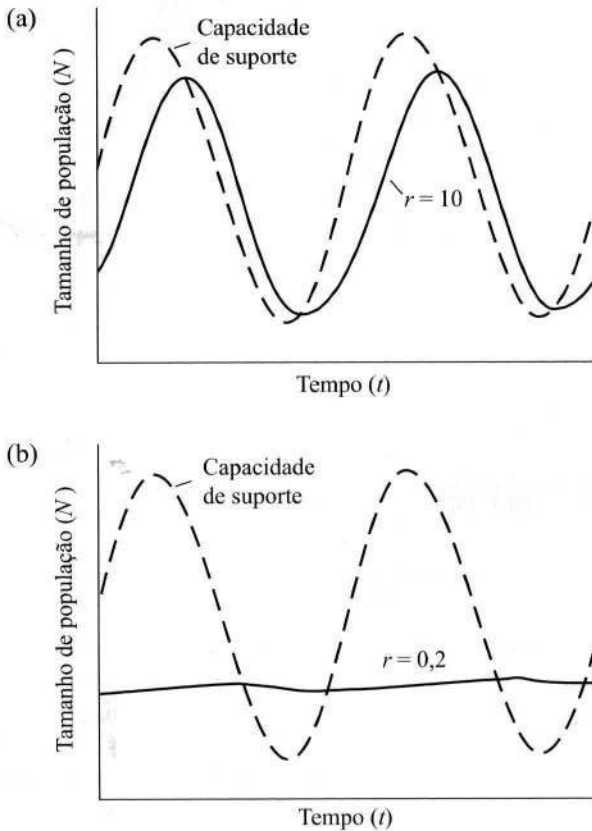 (a)
Capacidade
de suporte
Tamanho de população (N)
r = 10
Tempo (t)
(b)
Capacidade
de suporte
Tamanho de população (N)
r = 0,2
Tempo (t)